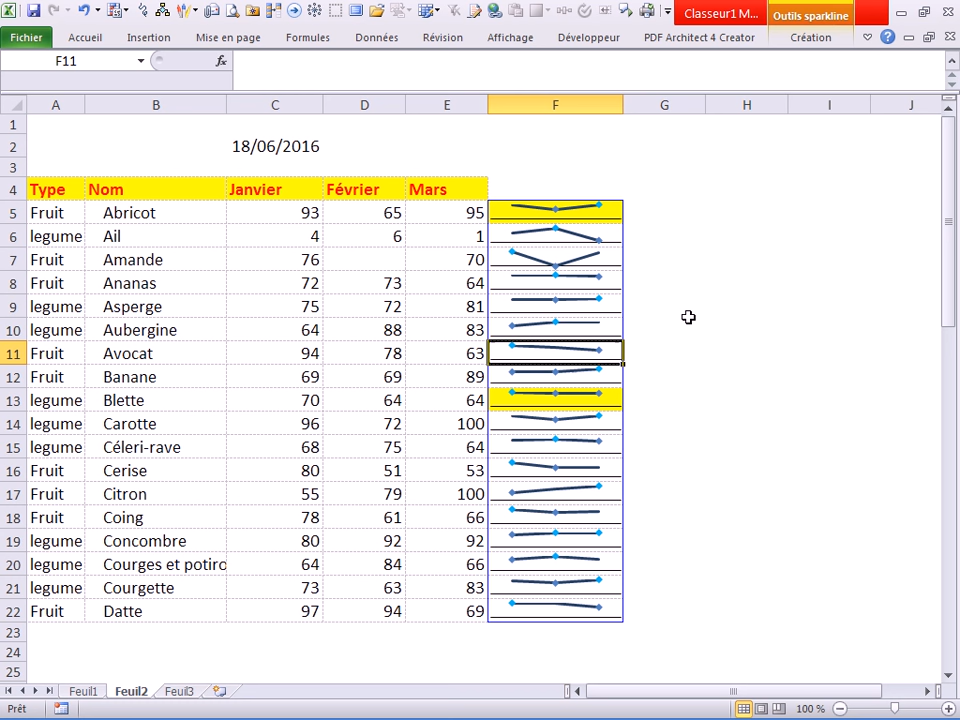 Classeur1 M...
Outils sparkline
Fichier Accueil Insertion Mise en page Formules Données Révision Affichage Développeur PDF Architect 4 Creator Création
F11 fx
A B C D E F G H I J
1
2 18/06/2016
3
4 Type Nom Janvier Février Mars
5 Fruit Abricot 93 65 95
6 legume Ail 4 6 1
7 Fruit Amande 76 70
8 Fruit Ananas 72 73 64
9 legume Asperge 75 72 81
10 legume Aubergine 64 88 83
11 Fruit Avocat 94 78 63
12 Fruit Banane 69 69 89
13 legume Blette 70 64 64
14 legume Carotte 96 72 100
15 legume Céleri-rave 68 75 64
16 Fruit Cerise 80 51 53
17 Fruit Citron 55 79 100
18 Fruit Coing 78 61 66
19 legume Concombre 80 92 92
20 legume Courges et potiro 64 84 66
21 legume Courgette 73 63 83
22 Fruit Datte 97 94 69
23
24
25
Feuil1 Feuil2 Feuil3
Prêt 100 %